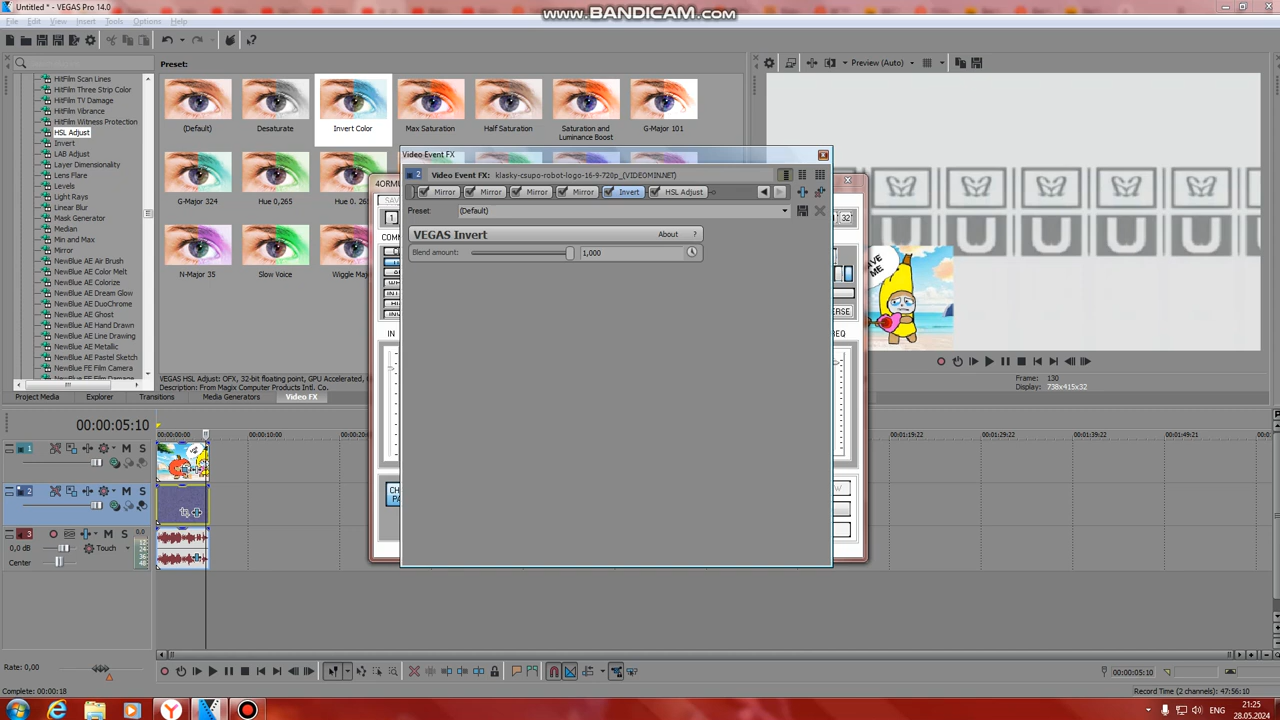 Untitled * - VEGAS Pro 14.0
www.BANDICAM.com
File Edit View Insert Tools Options Help
Preset:
Preview (Auto)
HitFilm Scan Lines
HitFilm Three Strip Color
HitFilm TV Damage
HitFilm Vibrance
HitFilm Witness Protection
HSL Adjust
Invert
LAB Adjust
Layer Dimensionality
Lens Flare
Levels
Light Rays
Linear Blur
Mask Generator
Median
Min and Max
Mirror
NewBlue AE Air Brush
NewBlue AE Color Melt
NewBlue AE Colorize
NewBlue AE Dream Glow
NewBlue AE DuoChrome
NewBlue AE Ghost
NewBlue AE Hand Drawn
NewBlue AE Line Drawing
NewBlue AE Metallic
NewBlue AE Pastel Sketch
NewBlue FE Film Camera
NewBlue FE Film Damage
(Default) Desaturate Invert Color Max Saturation Half Saturation Saturation and Luminance Boost G-Major 101
G-Major 324 Hue 0,265
N-Major 35 Slow Voice
VEGAS HSL Adjust: OFX, 32-bit floating point, GPU Accelerated,
Description: From Magix Computer Products Intl. Co.
Project Media Explorer Transitions Video FX Media Generators
Video Event FX
Video Event FX: klasky-csupo-robot-logo-16-9-720p_(VIDEOMIN.NET)
Mirror Mirror Mirror Mirror Invert HSL Adjust
Preset: (Default)
VEGAS Invert About ?
Blend amount: 1,000
IN
ME
Frame: 130
Display: 738x415x32
00:00:05:10
00:00:00:00 00:00:10:00
00:01:19:22 00:01:29:22 00:01:39:21 00:01:49:21
1
2
3
0,0 dB Touch
Center
Rate: 0,00
00:00:05:10
Complete: 00:00:18
Record Time (2 channels): 47:56:10
ENG 21:25
28.05.2024